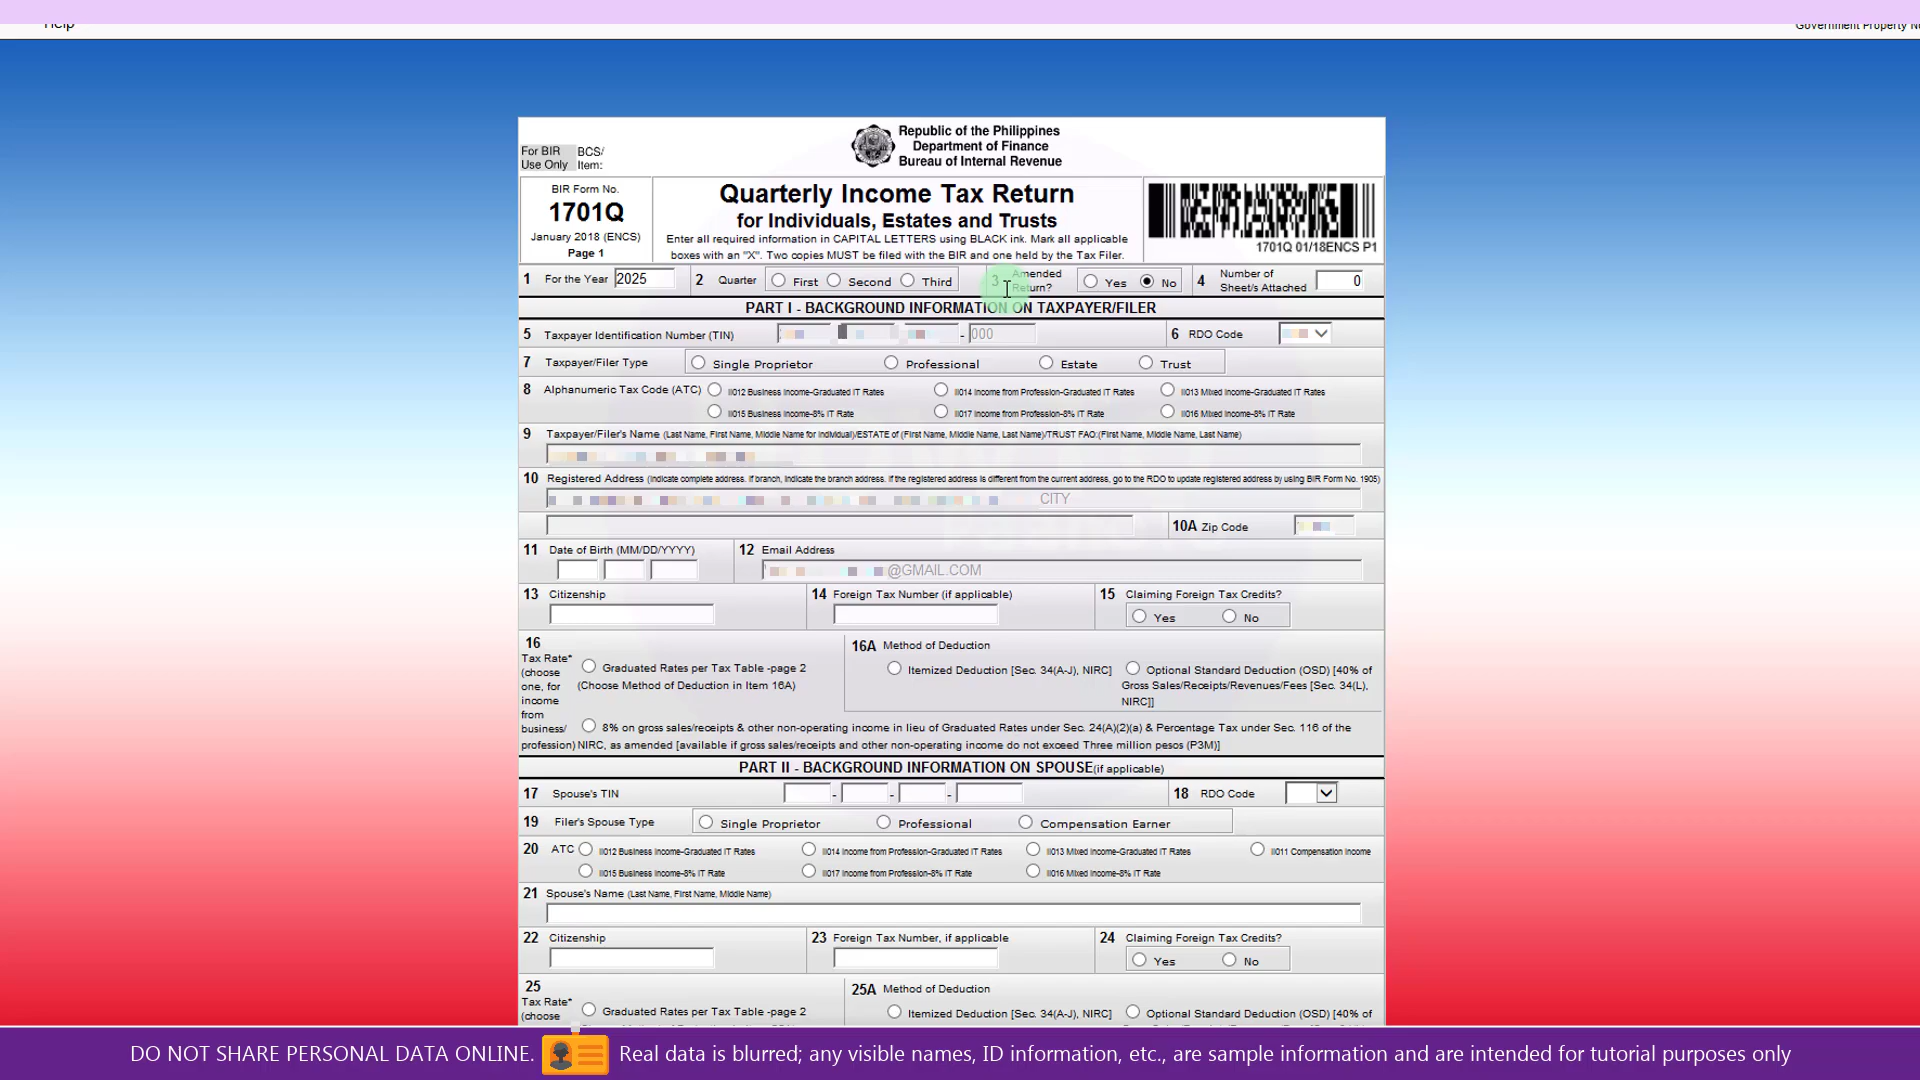 Help
Government Property
Republic of the Philippines
Department of Finance
Bureau of Internal Revenue
For BIR BCS/
Use Only Item:
BIR Form No.
1701Q
January 2018 (ENCS)
Page 1
Quarterly Income Tax Return
for Individuals, Estates and Trusts
Enter all required information in CAPITAL LETTERS using BLACK ink. Mark all applicable
boxes with an "X". Two copies MUST be filed with the BIR and one held by the Tax Filer.
1701Q 01/18ENCS P1
1 For the Year 2025 2 Quarter First Second Third 3 Amended Return? Yes No 4 Number of Sheet/s Attached 0
PART I - BACKGROUND INFORMATION ON TAXPAYER/FILER
5 Taxpayer Identification Number (TIN) - 000 6 RDO Code
7 Taxpayer/Filer Type Single Proprietor Professional Estate Trust
8 Alphanumeric Tax Code (ATC) II012 Business Income-Graduated IT Rates II014 Income from Profession-Graduated IT Rates II013 Mixed Income-Graduated IT Rates
II015 Business Income-8% IT Rate II017 Income from Profession-8% IT Rate II016 Mixed Income-8% IT Rate
9 Taxpayer/Filer's Name (Last Name, First Name, Middle Name for Individual)/ESTATE of (First Name, Middle Name, Last Name)/TRUST FAO:(First Name, Middle Name, Last Name)
10 Registered Address (Indicate complete address. If branch, indicate the branch address. If the registered address is different from the current address, go to the RDO to update registered address by using BIR Form No. 1905)
CITY
10A Zip Code
11 Date of Birth (MM/DD/YYYY) 12 Email Address
@GMAIL.COM
13 Citizenship 14 Foreign Tax Number (if applicable) 15 Claiming Foreign Tax Credits?
Yes No
16 Tax Rate* (choose one, for income from business/profession)
Graduated Rates per Tax Table -page 2
(Choose Method of Deduction in Item 16A)
16A Method of Deduction
Itemized Deduction [Sec. 34(A-J), NIRC] Optional Standard Deduction (OSD) [40% of
Gross Sales/Receipts/Revenues/Fees [Sec. 34(L),
NIRC]]
8% on gross sales/receipts & other non-operating income in lieu of Graduated Rates under Sec. 24(A)(2)(a) & Percentage Tax under Sec. 116 of the
NIRC, as amended [available if gross sales/receipts and other non-operating income do not exceed Three million pesos (P3M)]
PART II - BACKGROUND INFORMATION ON SPOUSE(if applicable)
17 Spouse's TIN - - - 18 RDO Code
19 Filer's Spouse Type Single Proprietor Professional Compensation Earner
20 ATC II012 Business Income-Graduated IT Rates II014 Income from Profession-Graduated IT Rates II013 Mixed Income-Graduated IT Rates II011 Compensation Income
II015 Business Income-8% IT Rate II017 Income from Profession-8% IT Rate II016 Mixed Income-8% IT Rate
21 Spouse's Name (Last Name, First Name, Middle Name)
22 Citizenship 23 Foreign Tax Number, if applicable 24 Claiming Foreign Tax Credits?
Yes No
25 25A Method of Deduction
Tax Rate* Graduated Rates per Tax Table -page 2 Itemized Deduction [Sec. 34(A-J), NIRC] Optional Standard Deduction (OSD) [40% of
(choose
DO NOT SHARE PERSONAL DATA ONLINE. Real data is blurred; any visible names, ID information, etc., are sample information and are intended for tutorial purposes only